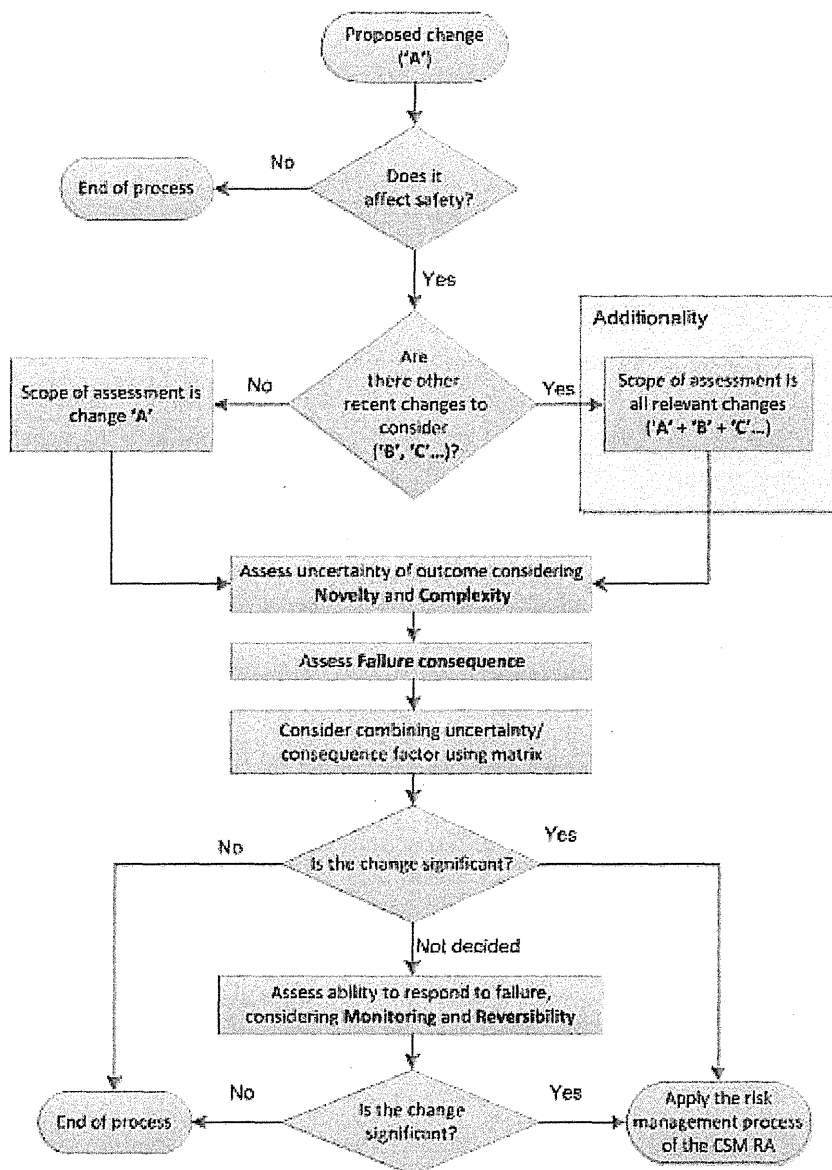 Proposed change
('A')
No
End of process
Does it
affect safety?
Yes
Additionality
Scope of assessment is
change 'A'
No
Are
there other
recent changes to
consider
('B', 'C'...)?
Yes
Scope of assessment is
all relevant changes
('A' + 'B' + 'C'...)
Assess uncertainty of outcome considering
Novelty and Complexity
Assess Failure consequence
Consider combining uncertainty/
consequence factor using matrix
No
Is the change significant?
Yes
Not decided
Assess ability to respond to failure,
considering Monitoring and Reversibility
End of process
No
Is the change
significant?
Yes
Apply the risk
management process
of the CSM RA